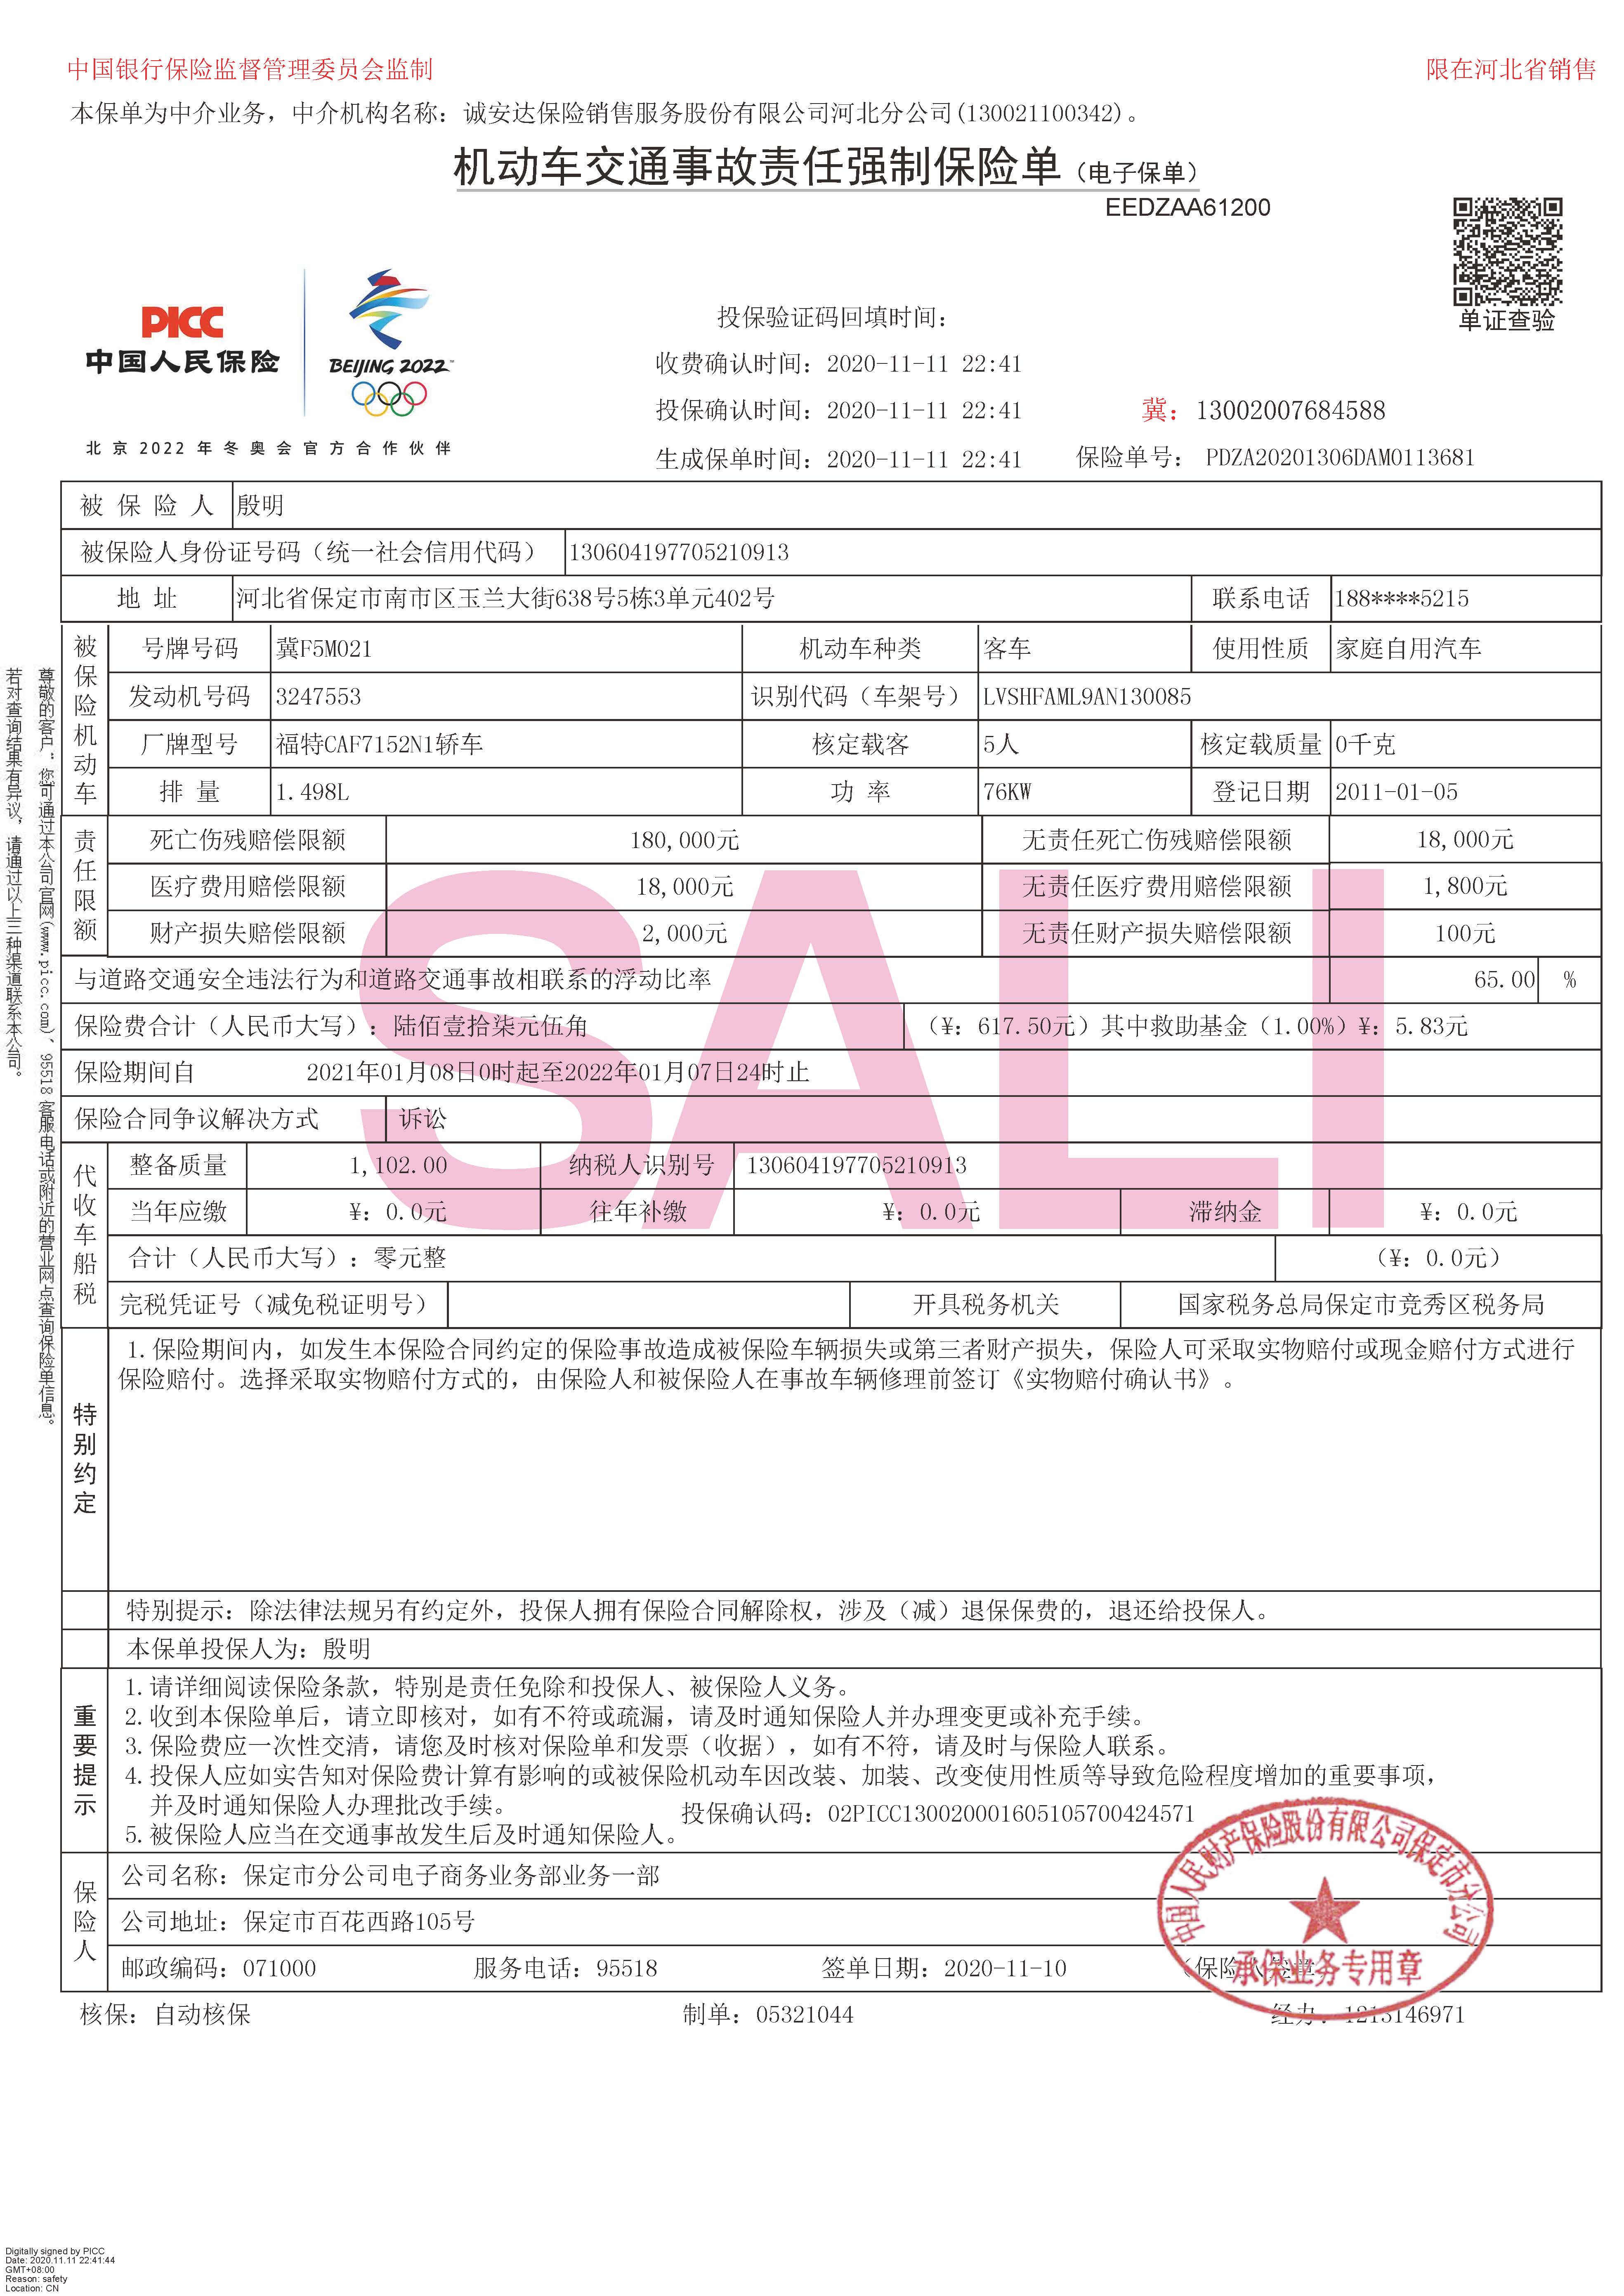 中国银行保险监督管理委员会监制
限在河北省销售
本保单为中介业务，中介机构名称：诚安达保险销售服务股份有限公司河北分公司(130021100342)。
机动车交通事故责任强制保险单（电子保单）
EEDZAA61200
单证查验
PICC
中国人民保险
BEIJING 2022™
北京2022年冬奥会官方合作伙伴
投保验证码回填时间：
收费确认时间：2020-11-11 22:41
投保确认时间：2020-11-11 22:41
冀：13002007684588
生成保单时间：2020-11-11 22:41
保险单号： PDZA20201306DAM0113681
被保险人 殷明
被保险人身份证号码（统一社会信用代码） 130604197705210913
地 址 河北省保定市南市区玉兰大街638号5栋3单元402号 联系电话 188****5215
被保险机动车
号牌号码 冀F5M021 机动车种类 客车 使用性质 家庭自用汽车
发动机号码 3247553 识别代码（车架号） LVSHFAML9AN130085
厂牌型号 福特CAF7152N1轿车 核定载客 5人 核定载质量 0千克
排 量 1.498L 功 率 76KW 登记日期 2011-01-05
责任限额
死亡伤残赔偿限额 180,000元 无责任死亡伤残赔偿限额 18,000元
医疗费用赔偿限额 18,000元 无责任医疗费用赔偿限额 1,800元
财产损失赔偿限额 2,000元 无责任财产损失赔偿限额 100元
与道路交通安全违法行为和道路交通事故相联系的浮动比率 65.00 %
保险费合计（人民币大写）：陆佰壹拾柒元伍角 （¥：617.50元）其中救助基金（1.00%）¥：5.83元
保险期间自 2021年01月08日0时起至2022年01月07日24时止
保险合同争议解决方式 诉讼
代收车船税
整备质量 1,102.00 纳税人识别号 130604197705210913
当年应缴 ¥：0.0元 往年补缴 ¥：0.0元 滞纳金 ¥：0.0元
合计（人民币大写）：零元整 （¥：0.0元）
完税凭证号（减免税证明号） 开具税务机关 国家税务总局保定市竞秀区税务局
SALI
特别约定
1.保险期间内，如发生本保险合同约定的保险事故造成被保险车辆损失或第三者财产损失，保险人可采取实物赔付或现金赔付方式进行
保险赔付。选择采取实物赔付方式的，由保险人和被保险人在事故车辆修理前签订《实物赔付确认书》。
特别提示：除法律法规另有约定外，投保人拥有保险合同解除权，涉及（减）退保保费的，退还给投保人。
本保单投保人为：殷明
重要提示
1.请详细阅读保险条款，特别是责任免除和投保人、被保险人义务。
2.收到本保险单后，请立即核对，如有不符或疏漏，请及时通知保险人并办理变更或补充手续。
3.保险费应一次性交清，请您及时核对保险单和发票（收据），如有不符，请及时与保险人联系。
4.投保人应如实告知对保险费计算有影响的或被保险机动车因改装、加装、改变使用性质等导致危险程度增加的重要事项，
并及时通知保险人办理批改手续。
投保确认码：02PICC130020001605105700424571
5.被保险人应当在交通事故发生后及时通知保险人。
保险人
公司名称：保定市分公司电子商务业务部业务一部
公司地址：保定市百花西路105号
邮政编码：071000 服务电话：95518 签单日期：2020-11-10 （保险人签章）
中国人民财产保险股份有限公司保定市分公司
承保业务专用章
核保：自动核保 制单：05321044 经办：1213146971
尊敬的客户：您可通过本公司官网(www.picc.com)、95518客服电话或附近的营业网点查询保险单信息。
若对查询结果有异议，请通过以上三种渠道联系本公司。
Digitally signed by PICC
Date: 2020.11.11 22:41:44
GMT+08:00
Reason: safety
Location: CN